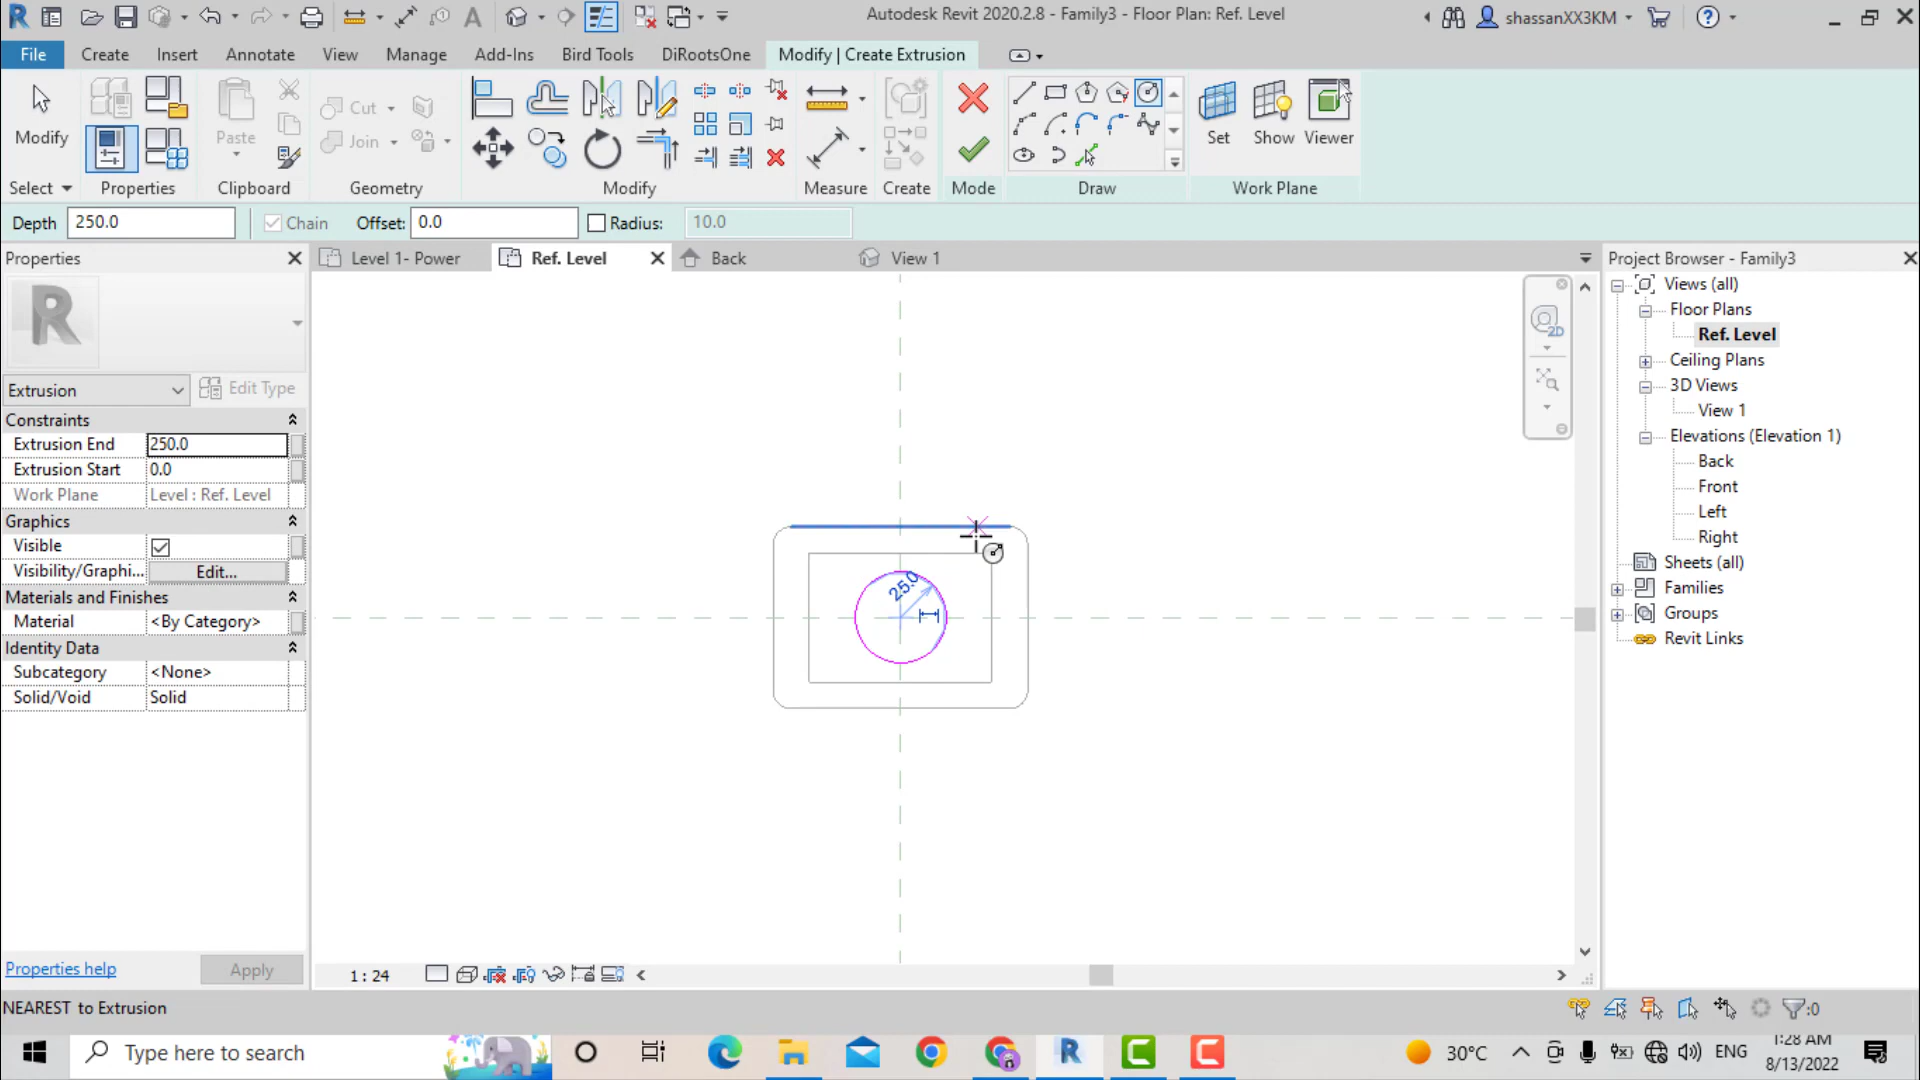 Autodesk Revit 2020.2.8 - Family3 - Floor Plan: Ref. Level
shassanXX3KM
File Create Insert Annotate View Manage Add-Ins Bird Tools DiRootsOne Modify | Create Extrusion
Modify
Paste
Cut
Join
Set Show Viewer
Select Properties Clipboard Geometry Modify Measure Create Mode Draw Work Plane
Depth 250.0 Chain Offset: 0.0 Radius: 10.0
Properties
Level 1- Power Ref. Level Back View 1
Project Browser - Family3
Extrusion Edit Type
Constraints
Extrusion End 250.0
Extrusion Start 0.0
Work Plane Level : Ref. Level
Graphics
Visible
Visibility/Graphi... Edit...
Materials and Finishes
Material <By Category>
Identity Data
Subcategory <None>
Solid/Void Solid
Properties help Apply
2D
25.0
Views (all)
Floor Plans
Ref. Level
Ceiling Plans
3D Views
View 1
Elevations (Elevation 1)
Back
Front
Left
Right
Sheets (all)
Families
Groups
Revit Links
1 : 24
NEAREST to Extrusion
:0
Type here to search
30°C
ENG
1:28 AM
8/13/2022